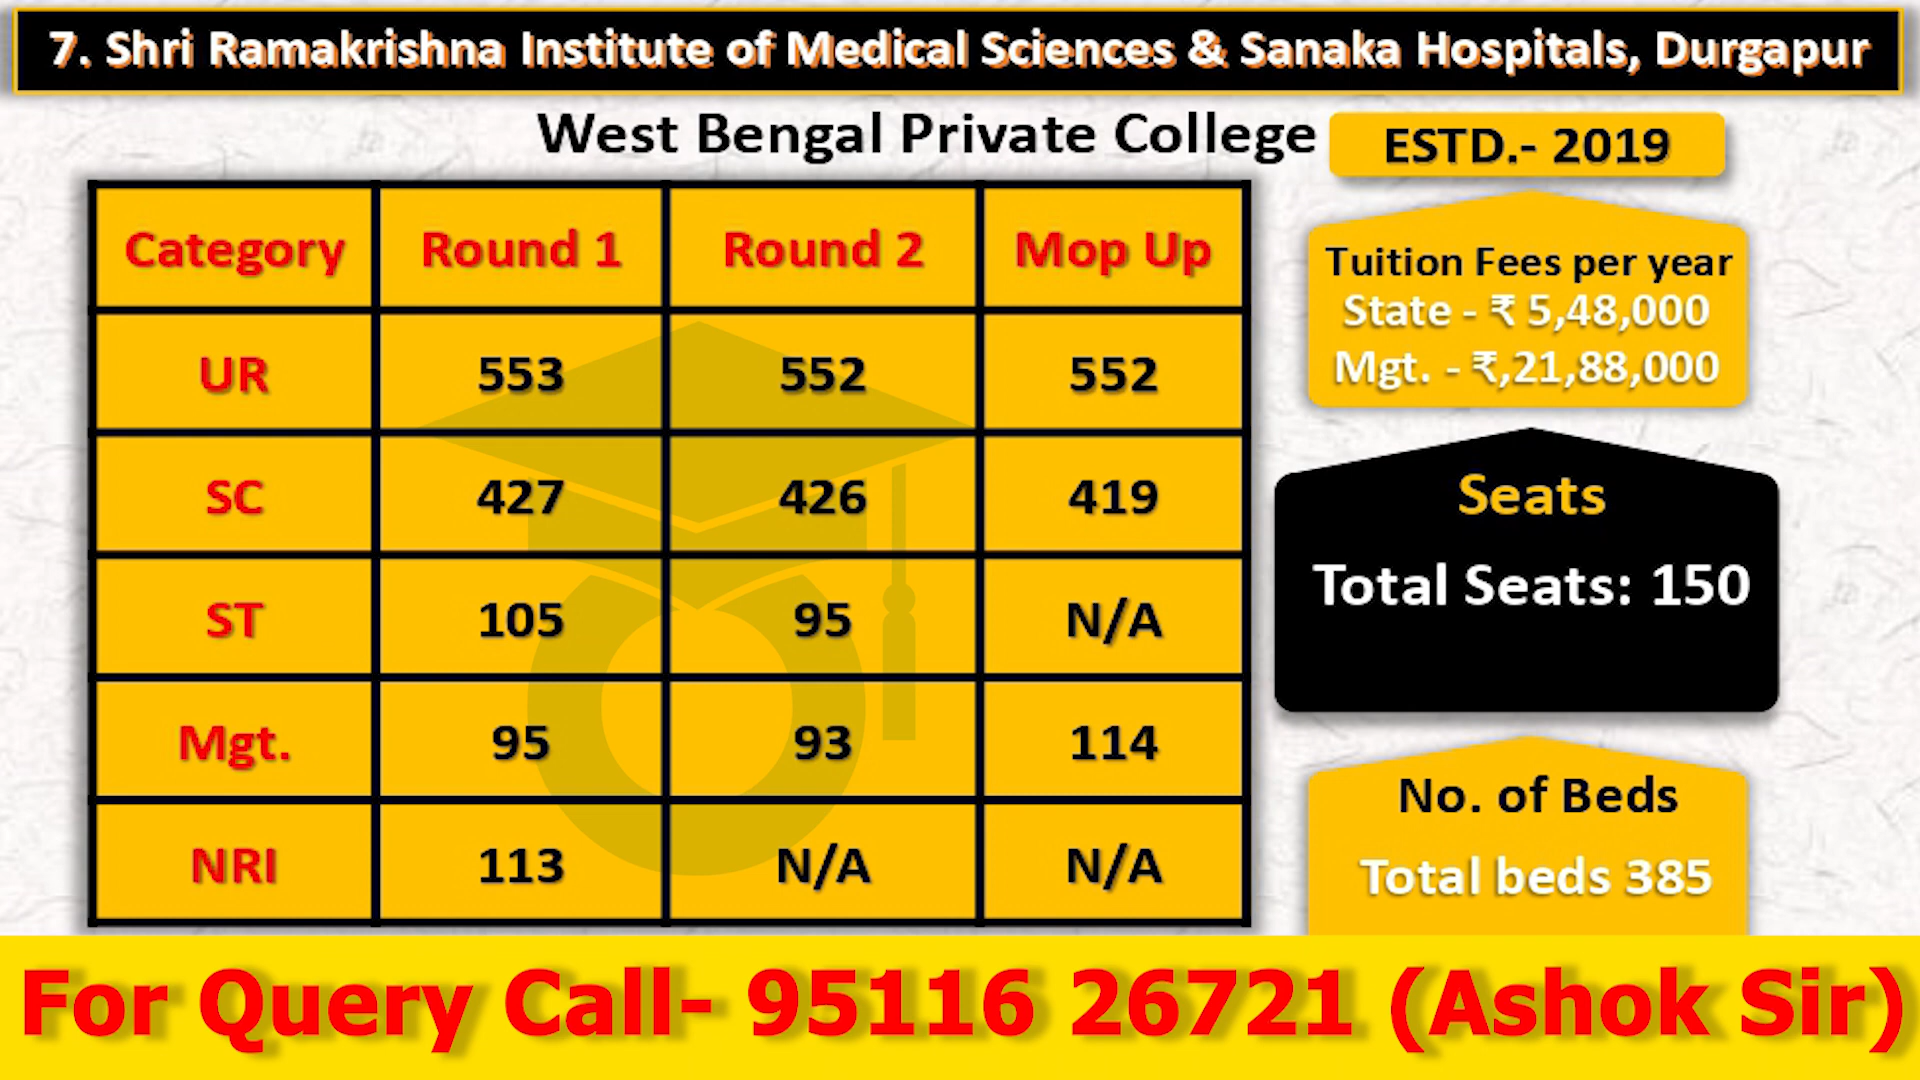 7. Shri Ramakrishna Institute of Medical Sciences & Sanaka Hospitals, Durgapur
West Bengal Private College
ESTD.- 2019
Category Round 1 Round 2 Mop Up
UR 553 552 552
SC 427 426 419
ST 105 95 N/A
Mgt. 95 93 114
NRI 113 N/A N/A
Tuition Fees per year
State - ₹ 5,48,000
Mgt. - ₹,21,88,000
Seats
Total Seats: 150
No. of Beds
Total beds 385
For Query Call- 95116 26721 (Ashok Sir)